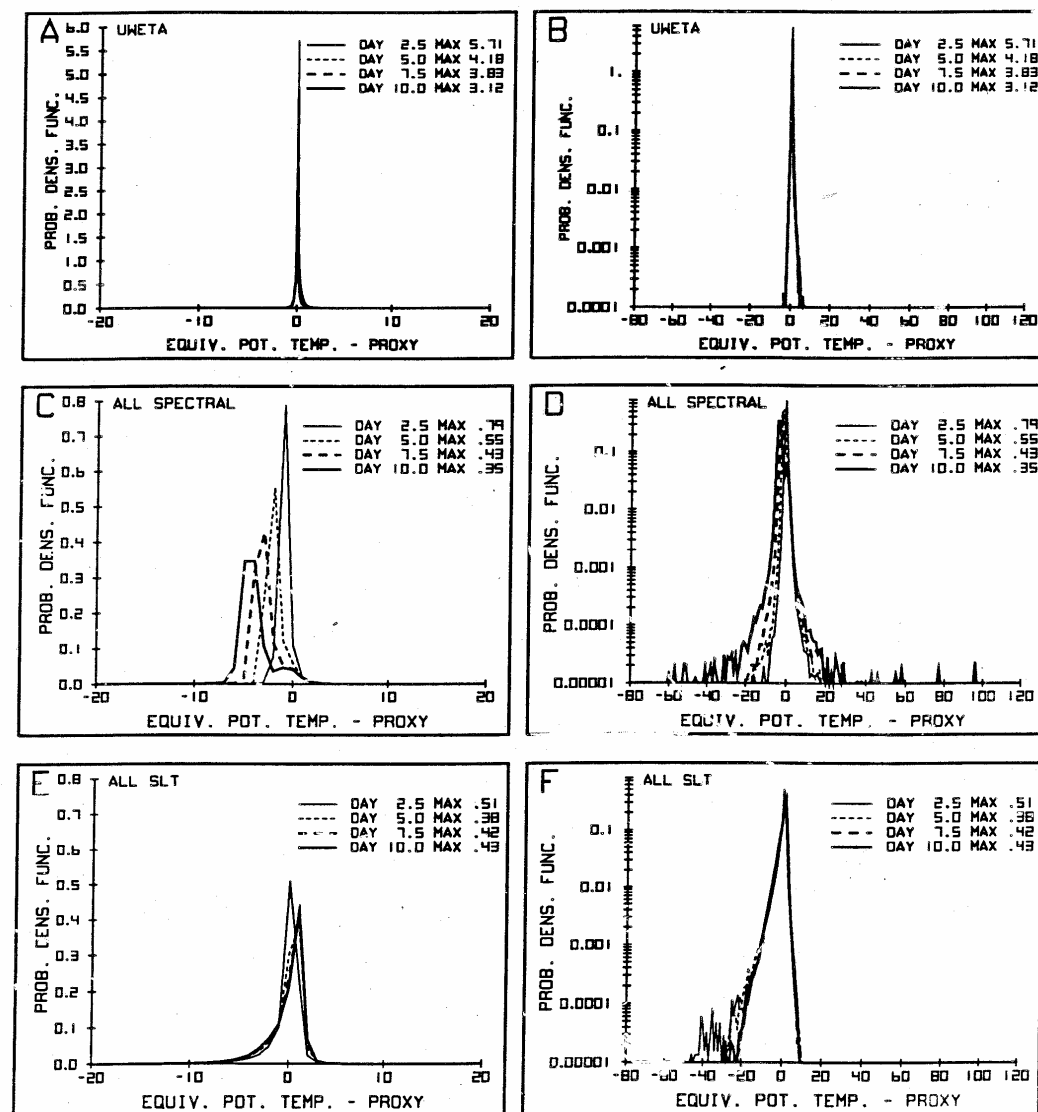 A UWETA
DAY 2.5 MAX 5.71
DAY 5.0 MAX 4.18
DAY 7.5 MAX 3.83
DAY 10.0 MAX 3.12
PROB. DENS. FUNC.
6.0
5.5
5.0
4.5
4.0
3.5
3.0
2.5
2.0
1.5
1.0
0.5
0.0
-20 -10 0 10 20
EQUIV. POT. TEMP. - PROXY
B UWETA
DAY 2.5 MAX 5.71
DAY 5.0 MAX 4.18
DAY 7.5 MAX 3.83
DAY 10.0 MAX 3.12
PROB. DENS. FUNC.
1.
0.1
0.01
0.001
0.0001
-80 -60 -40 -20 0 20 40 60 80 100 120
EQUIV. POT. TEMP. - PROXY
C ALL SPECTRAL
DAY 2.5 MAX .79
DAY 5.0 MAX .55
DAY 7.5 MAX .43
DAY 10.0 MAX .35
PROB. DENS. FUNC.
0.8
0.7
0.6
0.5
0.4
0.3
0.2
0.1
0.0
-20 -10 0 10 20
EQUIV. POT. TEMP. - PROXY
D ALL SPECTRAL
DAY 2.5 MAX .79
DAY 5.0 MAX .55
DAY 7.5 MAX .43
DAY 10.0 MAX .35
PROB. DENS. FUNC.
0.1
0.01
0.001
0.0001
0.00001
-80 -60 -40 -20 0 20 40 60 80 100 120
EQUIV. POT. TEMP. - PROXY
E ALL SLT
DAY 2.5 MAX .51
DAY 5.0 MAX .38
DAY 7.5 MAX .42
DAY 10.0 MAX .43
PROB. DENS. FUNC.
0.8
0.7
0.6
0.5
0.4
0.3
0.2
0.1
0.0
-20 -10 0 10 20
EQUIV. POT. TEMP. - PROXY
F ALL SLT
DAY 2.5 MAX .51
DAY 5.0 MAX .38
DAY 7.5 MAX .42
DAY 10.0 MAX .43
PROB. DENS. FUNC.
0.1
0.01
0.001
0.0001
0.00001
-80 -60 -40 -20 0 20 40 60 80 100 120
EQUIV. POT. TEMP. - PROXY